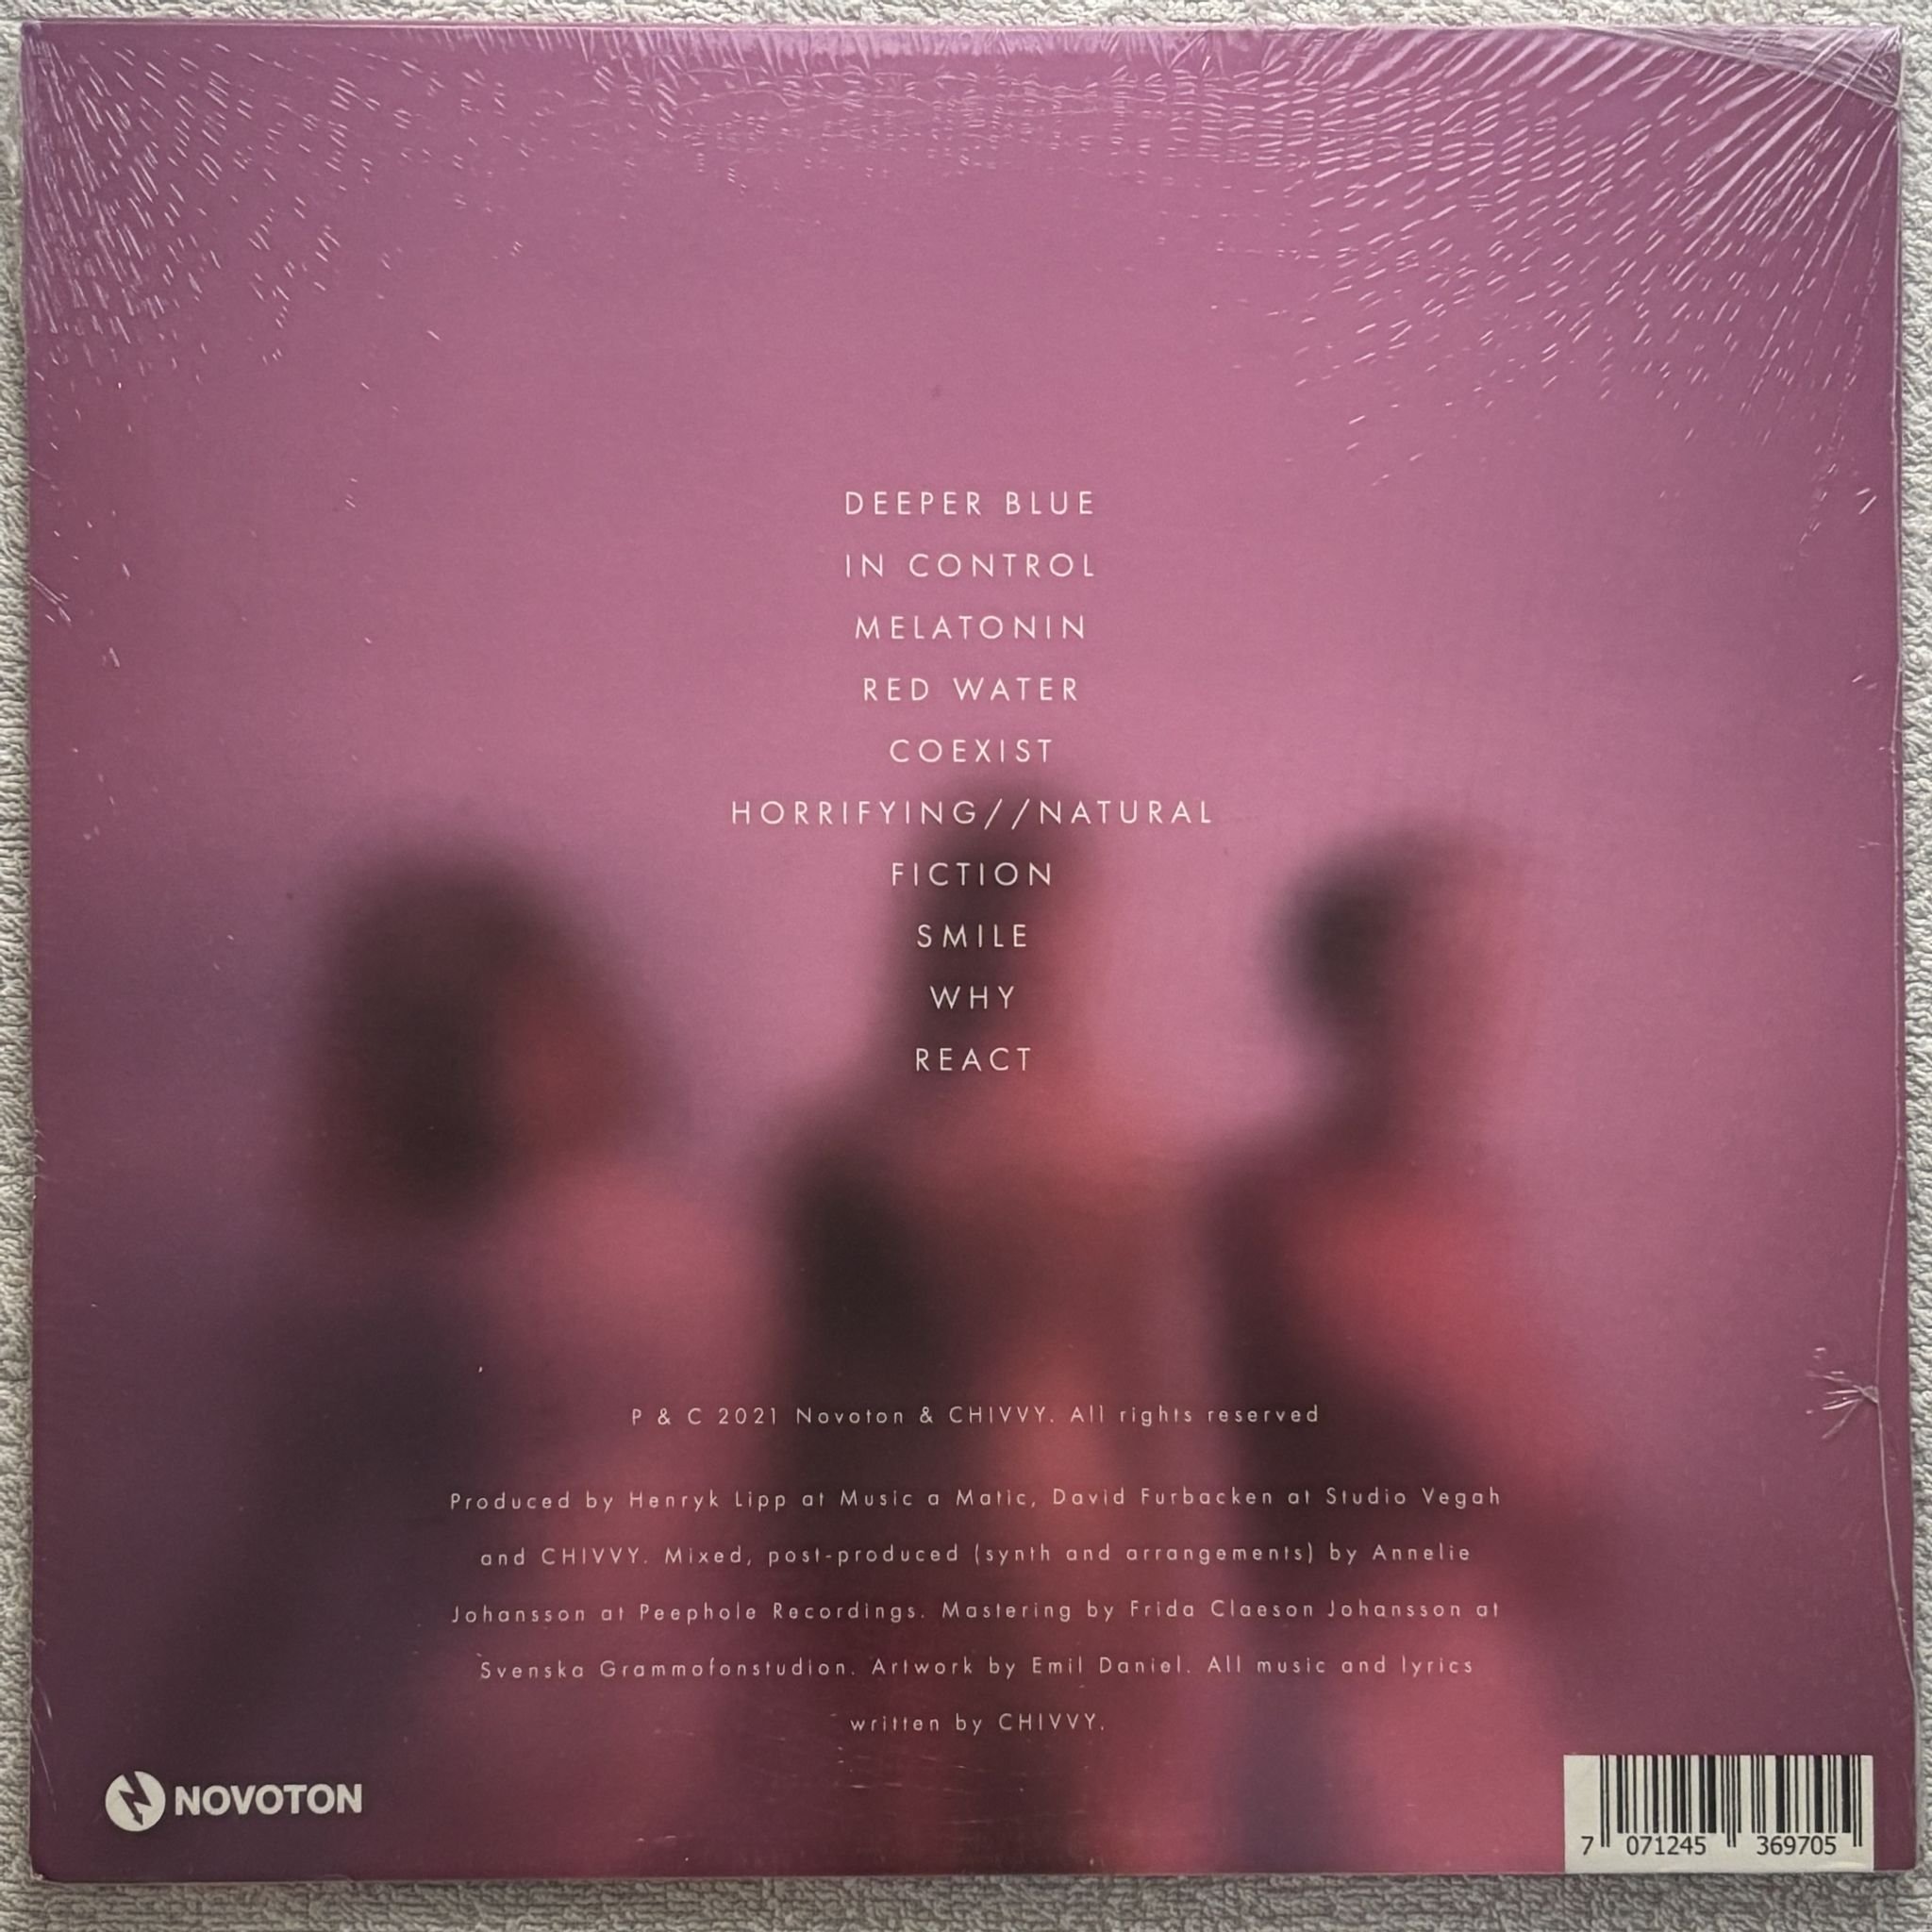 DEEPER BLUE
IN CONTROL
MELATONIN
RED WATER
COEXIST
HORRIFYING//NATURAL
FICTION
SMILE
WHY
REACT
P & C 2021 Novoton & CHIVVY. All rights reserved
Produced by Henryk Lipp at Music a Matic, David Furbacken at Studio Vegah
and CHIVVY. Mixed, post-produced (synth and arrangements) by Annelie
Johansson at Peephole Recordings. Mastering by Frida Claeson Johansson at
Svenska Grammofonstudion. Artwork by Emil Daniel. All music and lyrics
written by CHIVVY.
NOVOTON
7 071245 369705